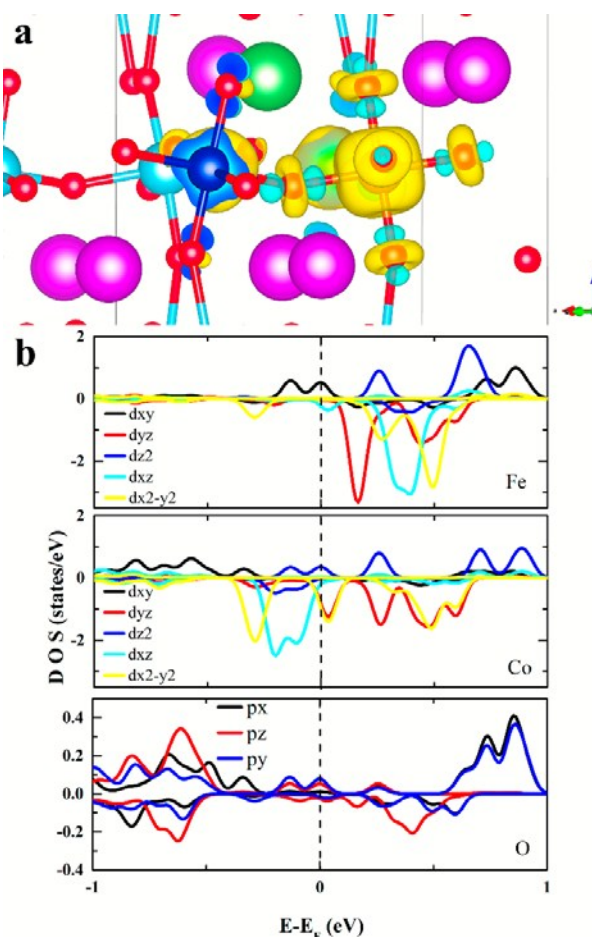 a
b
2
0
-2
dxy
dyz
dz2
dxz
dx2-y2
Fe
2
0
-2
dxy
dyz
dz2
dxz
dx2-y2
Co
D O S (states/eV)
0.4
0.2
0.0
-0.2
-0.4
px
pz
py
O
-1
0
1
E-E_F (eV)